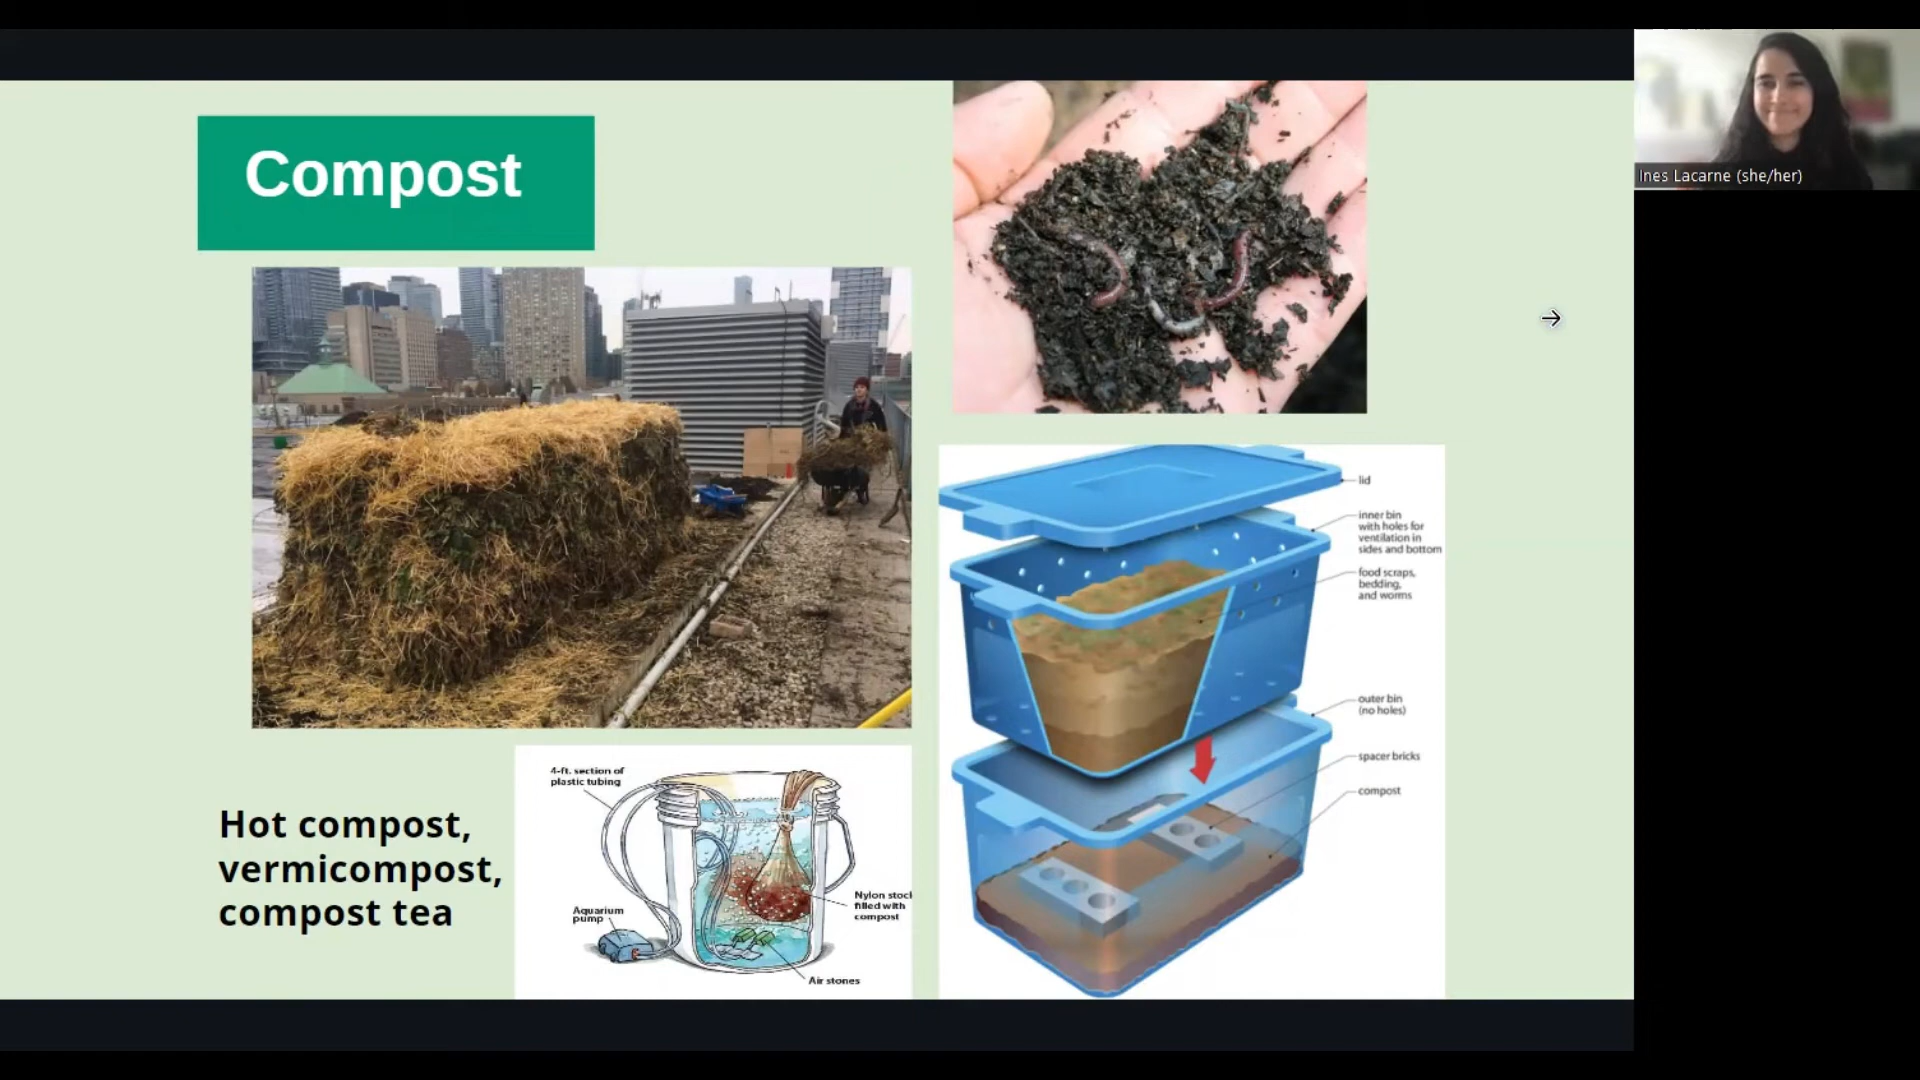 Compost
Ines Lacarne (she/her)
lid
inner bin
with holes for
ventilation in
sides and bottom
food scraps,
bedding,
and worms
outer bin
(no holes)
spacer bricks
compost
Hot compost,
vermicompost,
compost tea
4-ft. section of
plastic tubing
Aquarium
pump
Nylon stoc
filled with
compost
Air stones